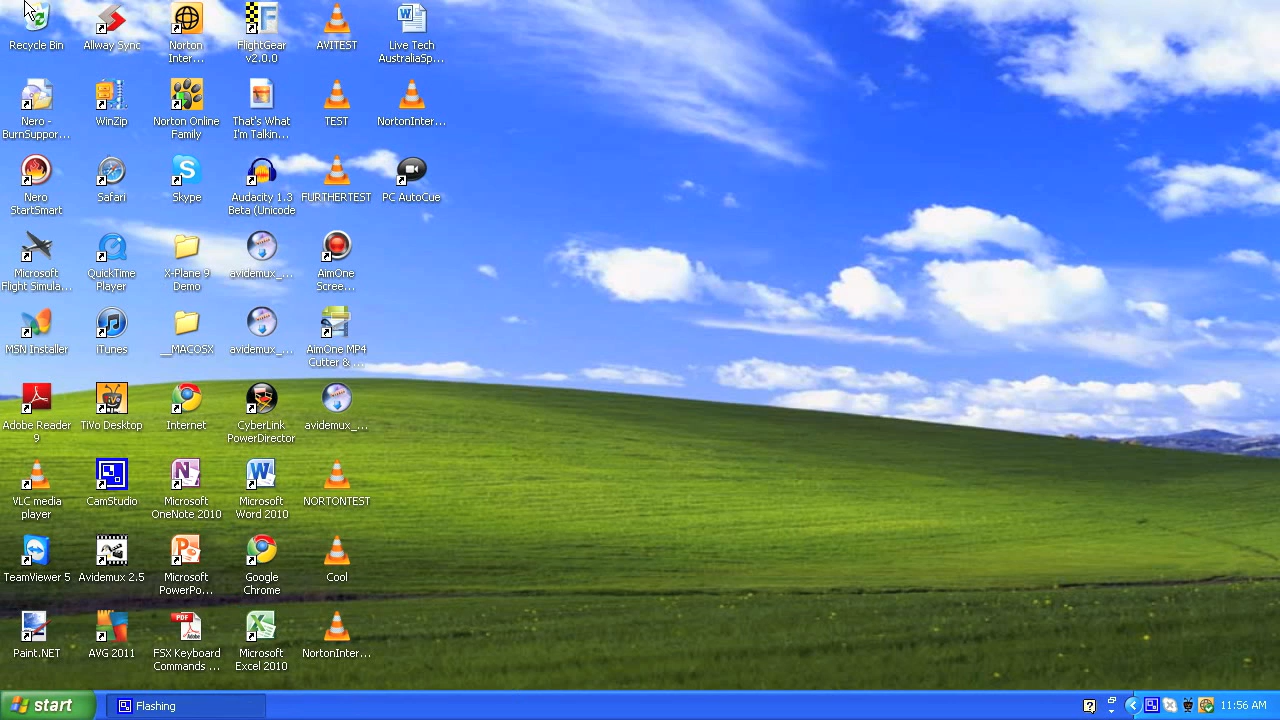 Recycle Bin
Allway Sync
Norton
Inter...
FlightGear
v2.0.0
AVITEST
Live Tech
AustraliaSp...
Nero -
BurnSuppor...
WinZip
Norton Online
Family
That's What
I'm Talkin...
TEST
NortonInter...
Nero
StartSmart
Safari
Skype
Audacity 1.3
Beta (Unicode
FURTHERTEST
PC AutoCue
Microsoft
Flight Simula...
QuickTime
Player
X-Plane 9
Demo
avidemux_...
AimOne
Scree...
MSN Installer
iTunes
__MACOSX
avidemux_...
AimOne MP4
Cutter & ...
Adobe Reader
9
TiVo Desktop
Internet
CyberLink
PowerDirector
avidemux_...
VLC media
player
CamStudio
Microsoft
OneNote 2010
Microsoft
Word 2010
NORTONTEST
TeamViewer 5
Avidemux 2.5
Microsoft
PowerPo...
Google
Chrome
Cool
Paint.NET
AVG 2011
PDF
Adobe
FSX Keyboard
Commands ...
Microsoft
Excel 2010
NortonInter...
start
Flashing
11:56 AM